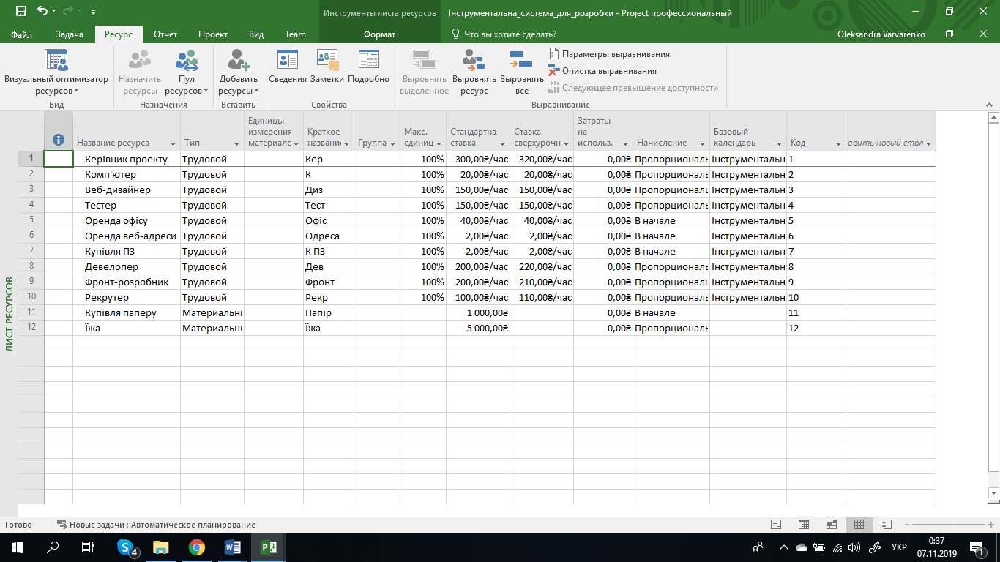 Инструменты листа ресурсов
Інструментальна_система_для_розробки - Project профессиональный
Файл Задача Ресурс Отчет Проект Вид Team Формат Что вы хотите сделать? Oleksandra Varvarenko
Визуальный оптимизатор ресурсов
Назначить ресурсы
Пул ресурсов
Добавить ресурсы
Сведения Заметки Подробно
Выровнять выделенное
Выровнять ресурс
Выровнять все
Параметры выравнивания
Очистка выравнивания
Следующее превышение доступности
Вид Назначения Вставить Свойства Выравнивание
Название ресурса Тип Единицы измерения материалс Краткое названи Группа Макс. единиц Стандартна ставка Ставка сверхурочн Затраты на использ. Начисление Базовый календарь Код авить новый стол
1 Керівник проекту Трудовой Кер 100% 300,00₴/час 320,00₴/час 0,00₴ Пропорциональ Інструментальн 1
2 Комп'ютер Трудовой К 100% 20,00₴/час 20,00₴/час 0,00₴ Пропорциональ Інструментальн 2
3 Веб-дизайнер Трудовой Диз 100% 150,00₴/час 150,00₴/час 0,00₴ Пропорциональ Інструментальн 3
4 Тестер Трудовой Тест 100% 150,00₴/час 150,00₴/час 0,00₴ Пропорциональ Інструментальн 4
5 Оренда офісу Трудовой Офіс 100% 40,00₴/час 40,00₴/час 0,00₴ В начале Інструментальн 5
6 Оренда веб-адреси Трудовой Одреса 100% 2,00₴/час 2,00₴/час 0,00₴ В начале Інструментальн 6
7 Купівля ПЗ Трудовой К ПЗ 100% 2,00₴/час 2,00₴/час 0,00₴ В начале Інструментальн 7
8 Девелопер Трудовой Дев 100% 200,00₴/час 220,00₴/час 0,00₴ Пропорциональ Інструментальн 8
9 Фронт-розробник Трудовой Фронт 100% 200,00₴/час 210,00₴/час 0,00₴ Пропорциональ Інструментальн 9
10 Рекрутер Трудовой Рекр 100% 100,00₴/час 110,00₴/час 0,00₴ Пропорциональ Інструментальн 10
11 Купівля паперу Материальнь Папір 1 000,00₴ 0,00₴ В начале 11
12 Їжа Материальнь Їжа 5 000,00₴ 0,00₴ Пропорциональ 12
ЛИСТ РЕСУРСОВ
Готово Новые задачи : Автоматическое планирование
4 УКР 0:37
07.11.2019 1